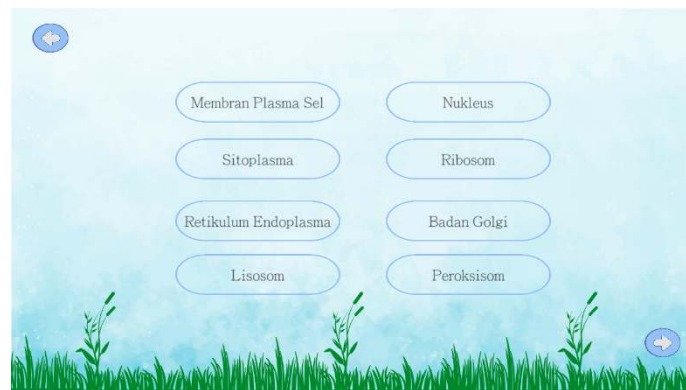 Membran Plasma Sel
Nukleus
Sitoplasma
Ribosom
Retikulum Endoplasma
Badan Golgi
Lisosom
Peroksisom